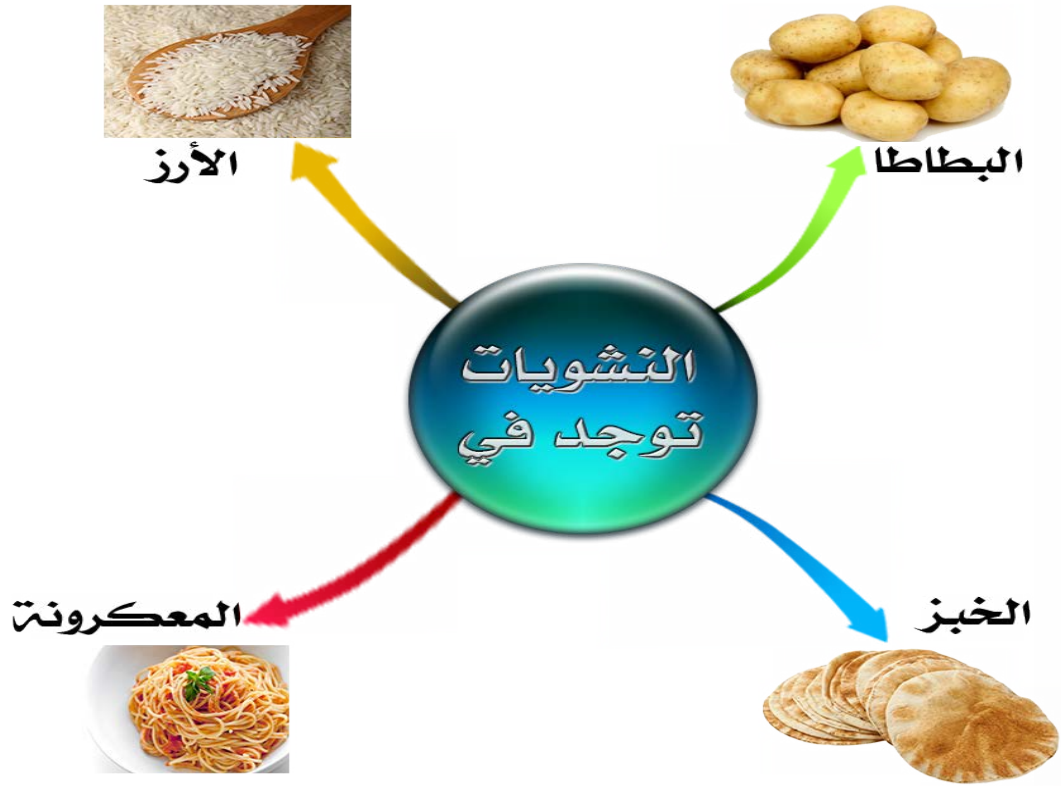 البطاطا
الأرز
النشويات
توجد في
الخبز
المعكرونة